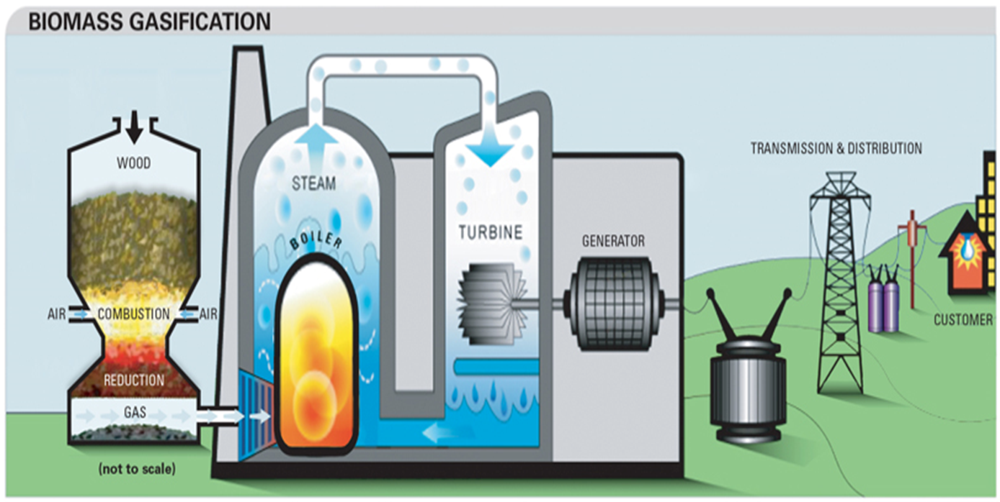 BIOMASS GASIFICATION
WOOD
AIR
COMBUSTION
AIR
REDUCTION
GAS
(not to scale)
STEAM
BOILER
TURBINE
GENERATOR
TRANSMISSION & DISTRIBUTION
CUSTOMER